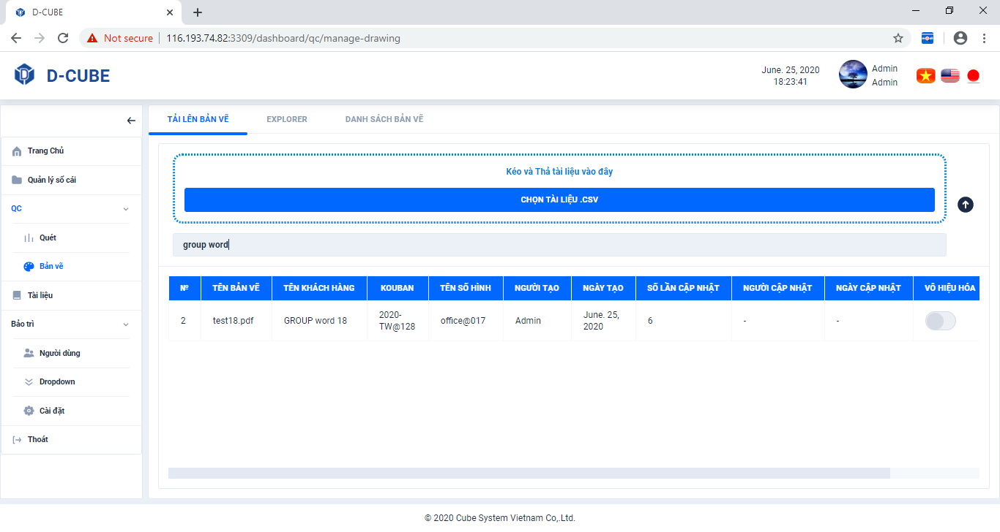 D-CUBE
Not secure
116.193.74.82:3309/dashboard/qc/manage-drawing
D-CUBE
June. 25, 2020
18:23:41
Admin
Admin
Trang Chủ
Quản lý sổ cái
QC
Quét
Bản vẽ
Tài liệu
Bảo trì
Người dùng
Dropdown
Cài đặt
Thoát
TẢI LÊN BẢN VẼ EXPLORER DANH SÁCH BẢN VẼ
Kéo và Thả tài liệu vào đây
CHỌN TÀI LIỆU .CSV
group word
Nº TÊN BẢN VẼ TÊN KHÁCH HÀNG KOUBAN TÊN SỐ HÌNH NGƯỜI TẠO NGÀY TẠO SỐ LẦN CẬP NHẬT NGƯỜI CẬP NHẬT NGÀY CẬP NHẬT VÔ HIỆU HÓA
2 test18.pdf GROUP word 18 2020-TW@128 office@017 Admin June. 25, 2020 6 - -
© 2020 Cube System Vietnam Co,.Ltd.